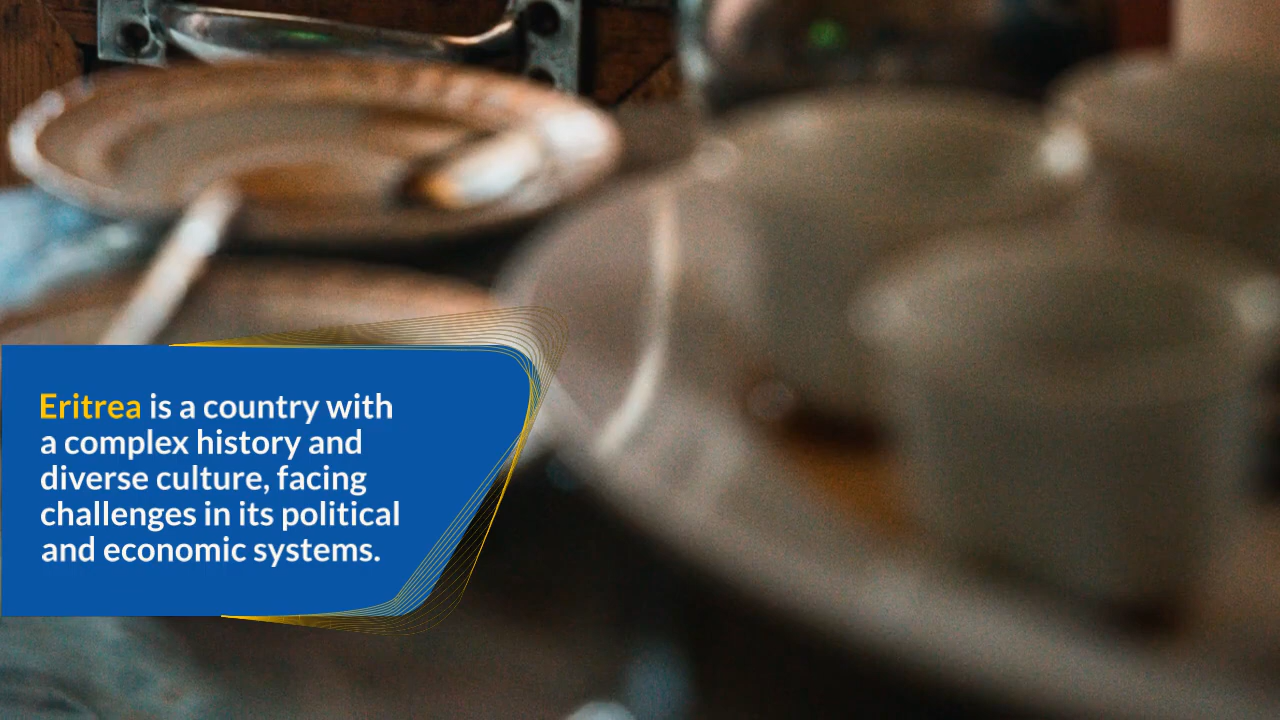 Eritrea is a country with
a complex history and
diverse culture, facing
challenges in its political
and economic systems.